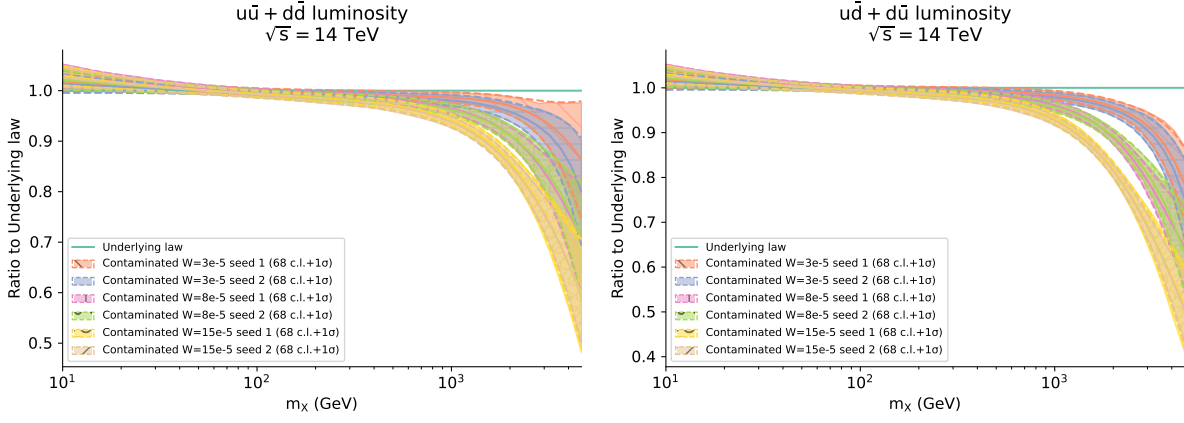 uū + dd̄ luminosity
√s = 14 TeV
Ratio to Underlying law
1.0
0.9
0.8
0.7
0.6
0.5
Underlying law
Contaminated W=3e-5 seed 1 (68 c.l.+1σ)
Contaminated W=3e-5 seed 2 (68 c.l.+1σ)
Contaminated W=8e-5 seed 1 (68 c.l.+1σ)
Contaminated W=8e-5 seed 2 (68 c.l.+1σ)
Contaminated W=15e-5 seed 1 (68 c.l.+1σ)
Contaminated W=15e-5 seed 2 (68 c.l.+1σ)
10¹ 10² 10³
mX (GeV)
ud̄ + dū luminosity
√s = 14 TeV
Ratio to Underlying law
1.0
0.9
0.8
0.7
0.6
0.5
0.4
Underlying law
Contaminated W=3e-5 seed 1 (68 c.l.+1σ)
Contaminated W=3e-5 seed 2 (68 c.l.+1σ)
Contaminated W=8e-5 seed 1 (68 c.l.+1σ)
Contaminated W=8e-5 seed 2 (68 c.l.+1σ)
Contaminated W=15e-5 seed 1 (68 c.l.+1σ)
Contaminated W=15e-5 seed 2 (68 c.l.+1σ)
10¹ 10² 10³
mX (GeV)